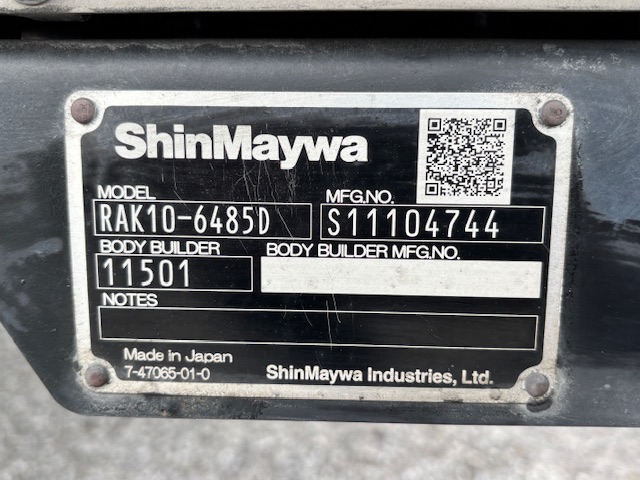 ShinMaywa
MODEL MFG.NO.
RAK10-6485D S11104744
BODY BUILDER BODY BUILDER MFG.NO.
11501
NOTES
Made in Japan
7-47065-01-0 ShinMaywa Industries, Ltd.